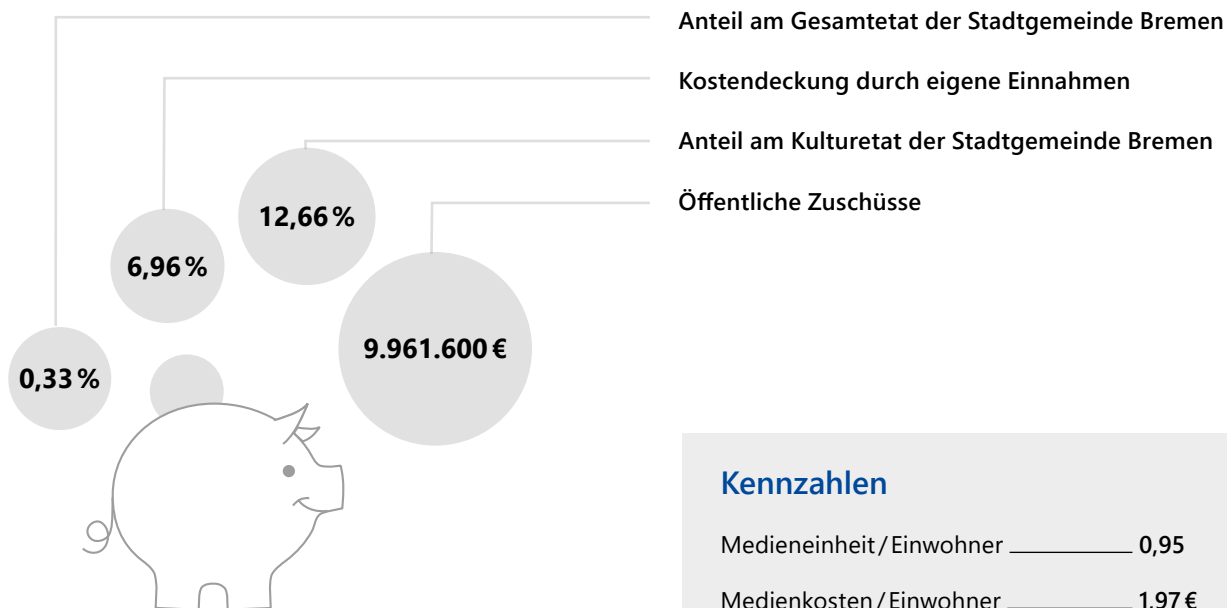 Anteil am Gesamtetat der Stadtgemeinde Bremen
Kostendeckung durch eigene Einnahmen
Anteil am Kulturetat der Stadtgemeinde Bremen
Öffentliche Zuschüsse
12,66 %
6,96 %
9.961.600 €
0,33 %
Kennzahlen
Medieneinheit / Einwohner 0,95
Medienkosten / Einwohner 1,97 €